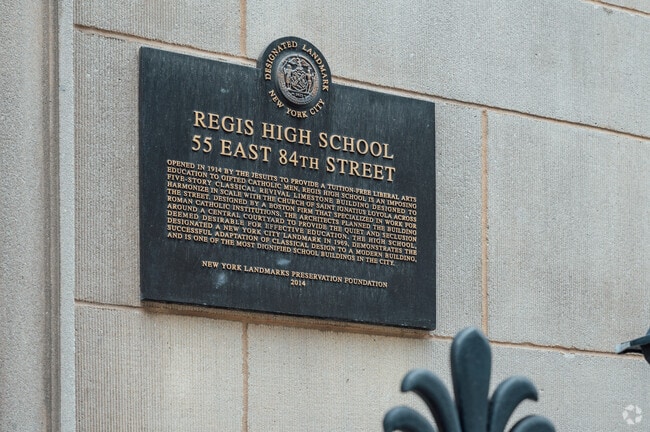 DESIGNATED LANDMARK
NEW YORK CITY
REGIS HIGH SCHOOL
55 EAST 84TH STREET
OPENED IN 1914 BY THE JESUITS TO PROVIDE A TUITION-FREE LIBERAL ARTS
EDUCATION TO GIFTED CATHOLIC MEN, REGIS HIGH SCHOOL IS AN IMPOSING
FIVE-STORY CLASSICAL REVIVAL LIMESTONE BUILDING DESIGNED TO
HARMONIZE IN SCALE WITH THE CHURCH OF SAINT IGNATIUS LOYOLA ACROSS
THE STREET. DESIGNED BY A BOSTON FIRM THAT SPECIALIZED IN WORK FOR
ROMAN CATHOLIC INSTITUTIONS, THE ARCHITECTS PLANNED THE BUILDING
AROUND A CENTRAL COURTYARD TO PROVIDE THE QUIET AND SECLUSION
DEEMED DESIRABLE FOR EFFECTIVE EDUCATION. THE HIGH SCHOOL,
DESIGNATED A NEW YORK CITY LANDMARK IN 1969, DEMONSTRATES THE
SUCCESSFUL ADAPTATION OF CLASSICAL DESIGN TO A MODERN BUILDING,
AND IS ONE OF THE MOST DIGNIFIED SCHOOL BUILDINGS IN THE CITY.
NEW YORK LANDMARKS PRESERVATION FOUNDATION
2014